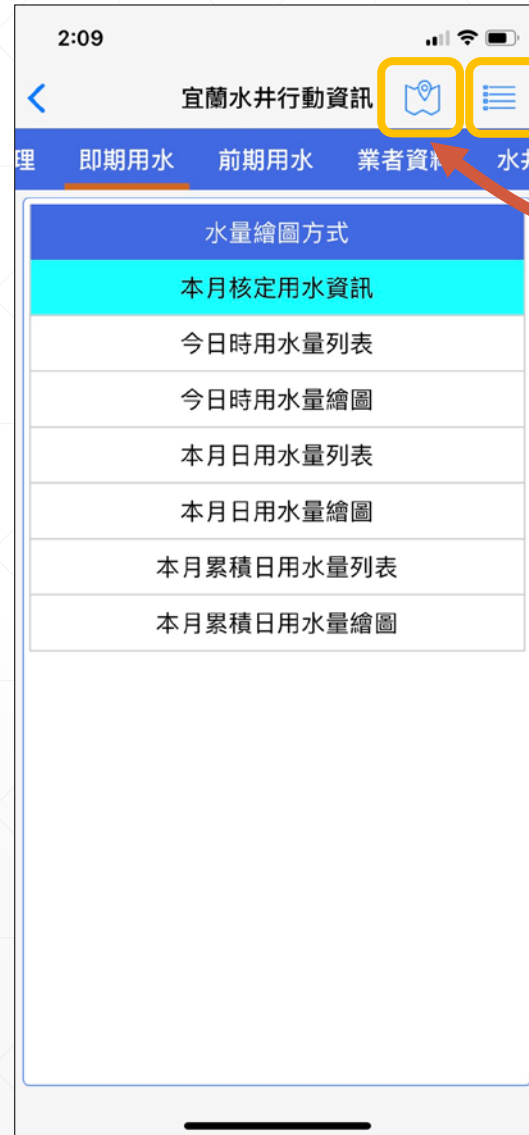 2:09
宜蘭水井行動資訊
理 即期用水 前期用水 業者資料 水井
水量繪圖方式
本月核定用水資訊
今日時用水量列表
今日時用水量繪圖
本月日用水量列表
本月日用水量繪圖
本月累積日用水量列表
本月累積日用水量繪圖